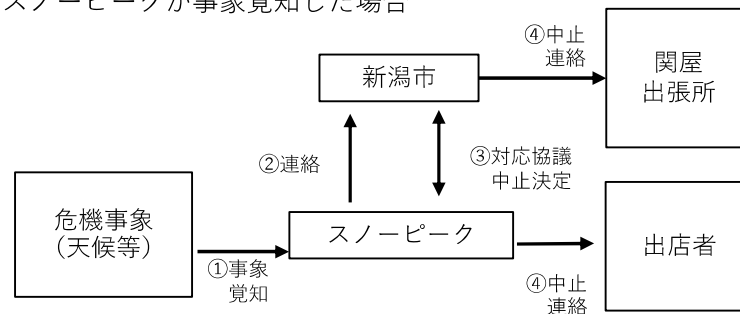 スノーピークが事象覚知した場合
④中止
連絡
新潟市
関屋
出張所
②連絡
③対応協議
中止決定
危機事象
（天候等）
スノーピーク
出店者
①事象
覚知
④中止
連絡